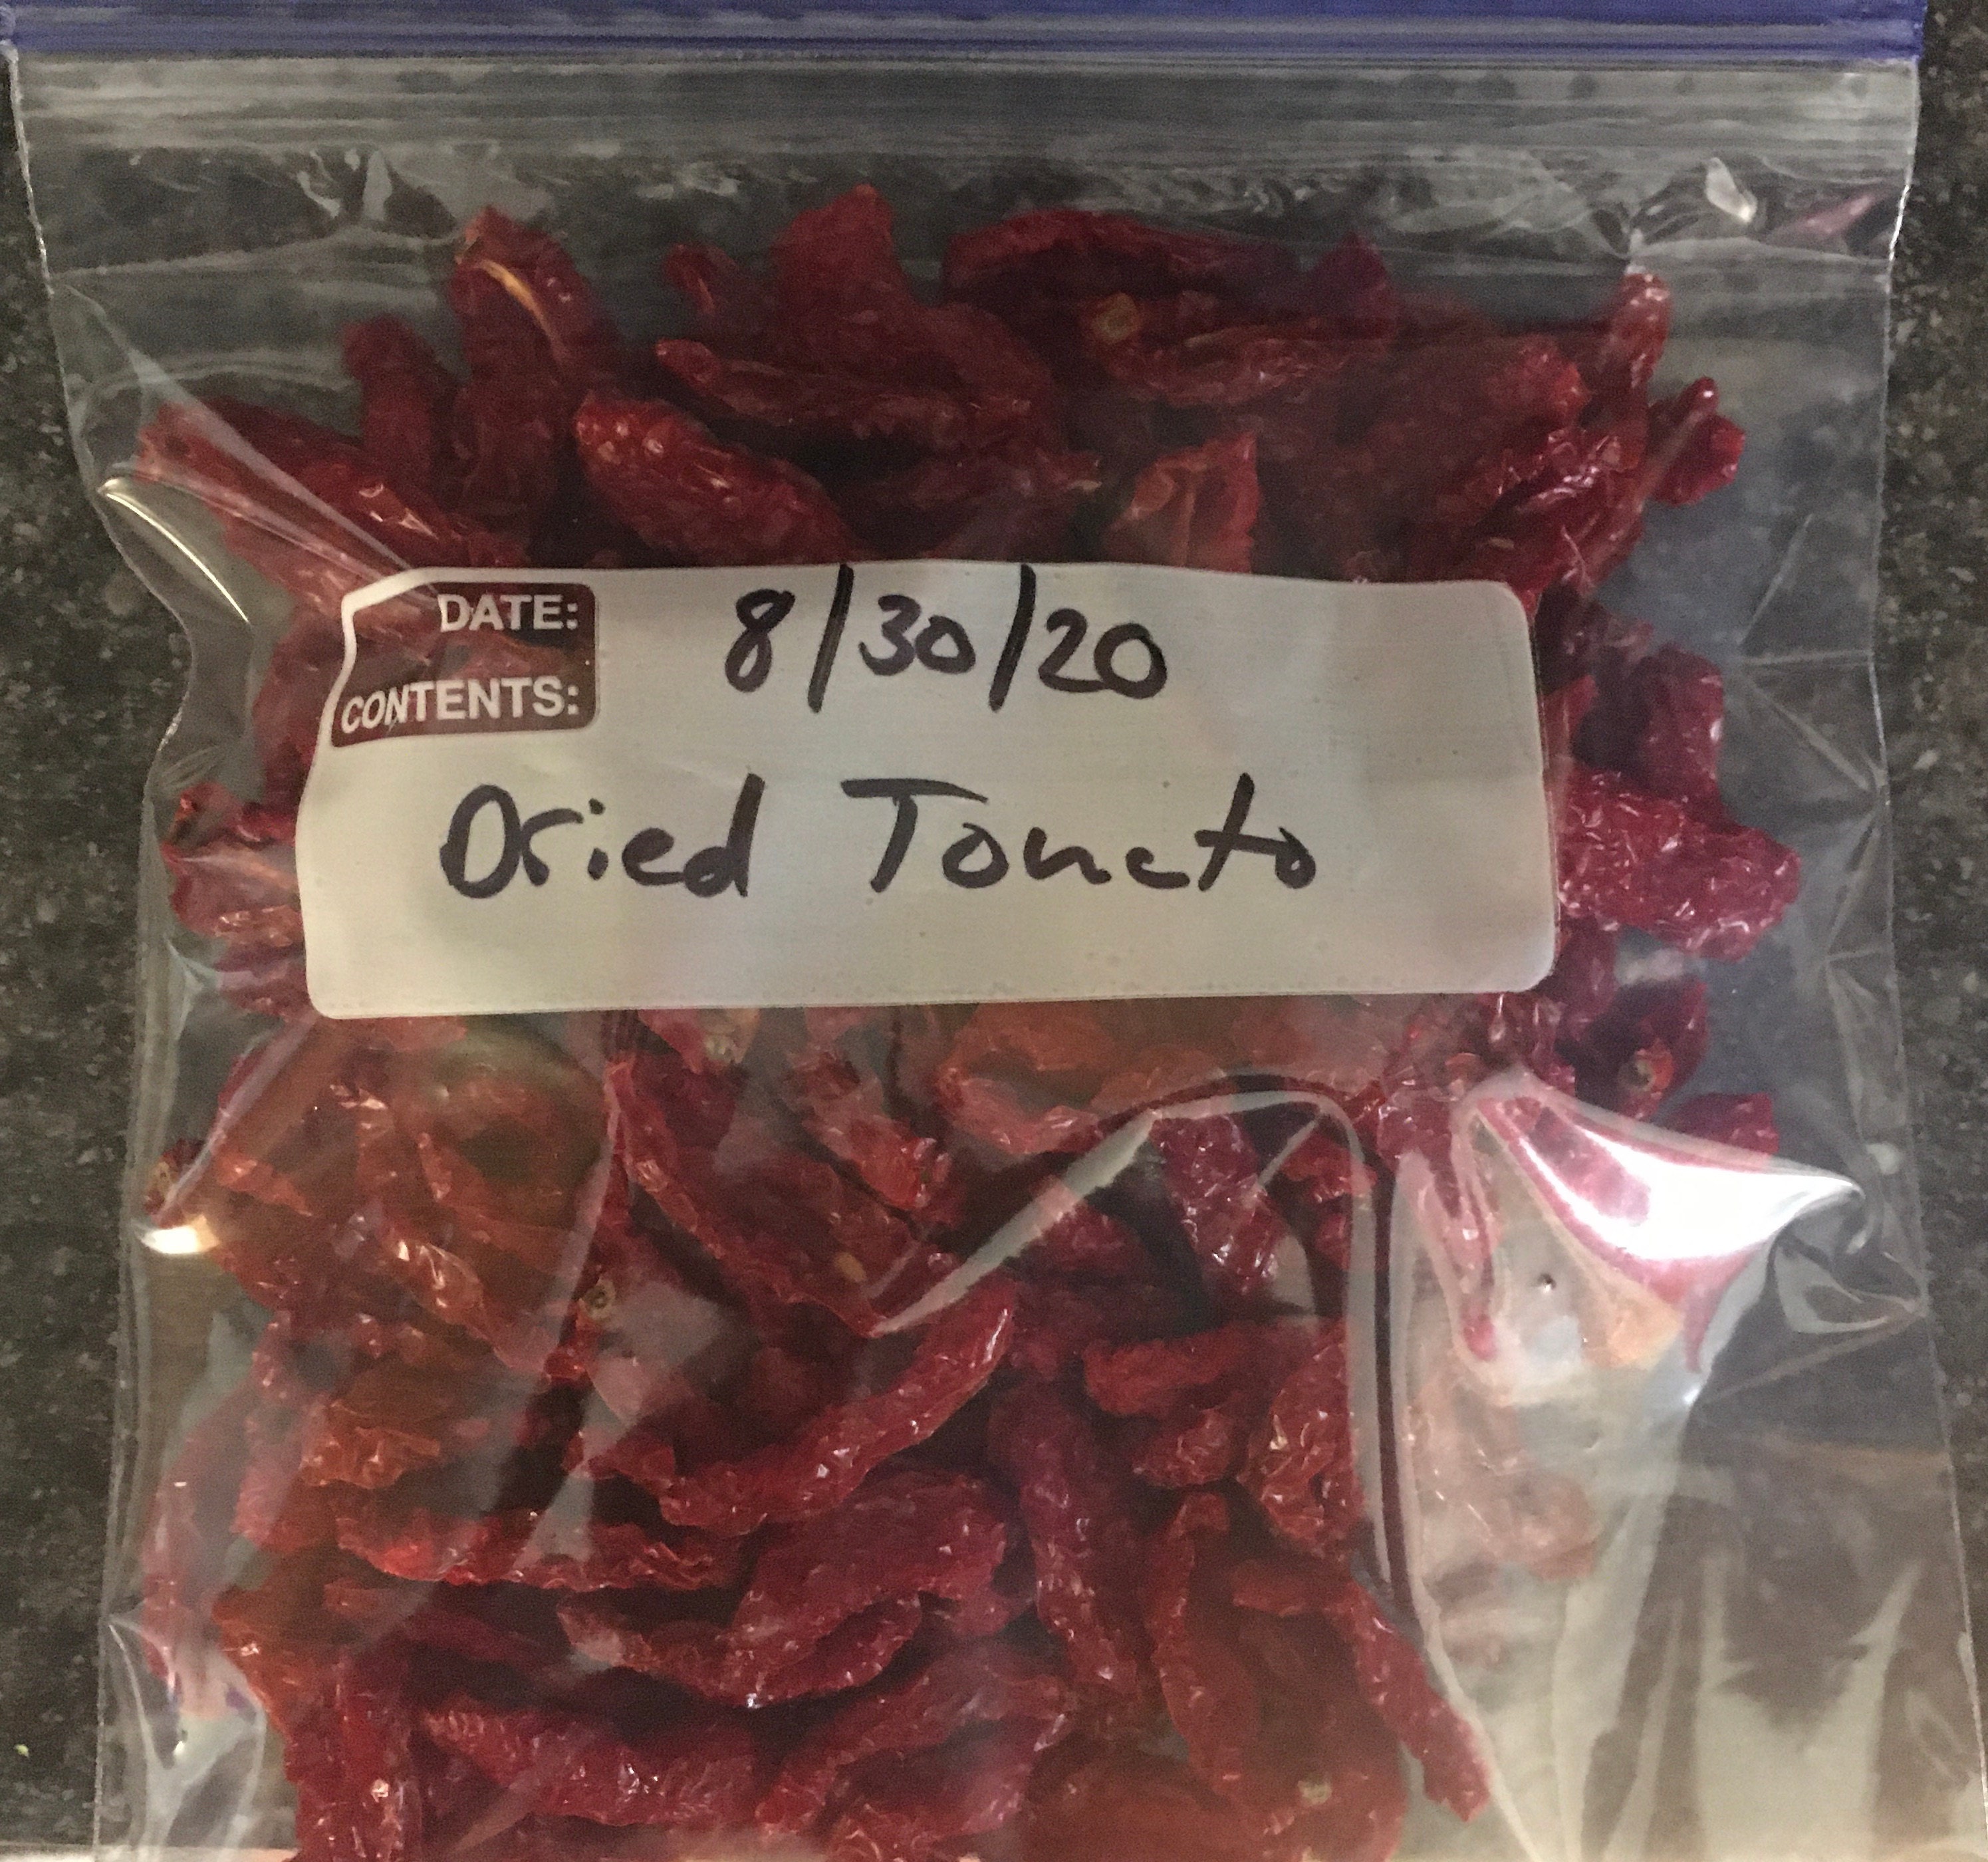 DATE: 8/30/20
CONTENTS:
Dried Tomato